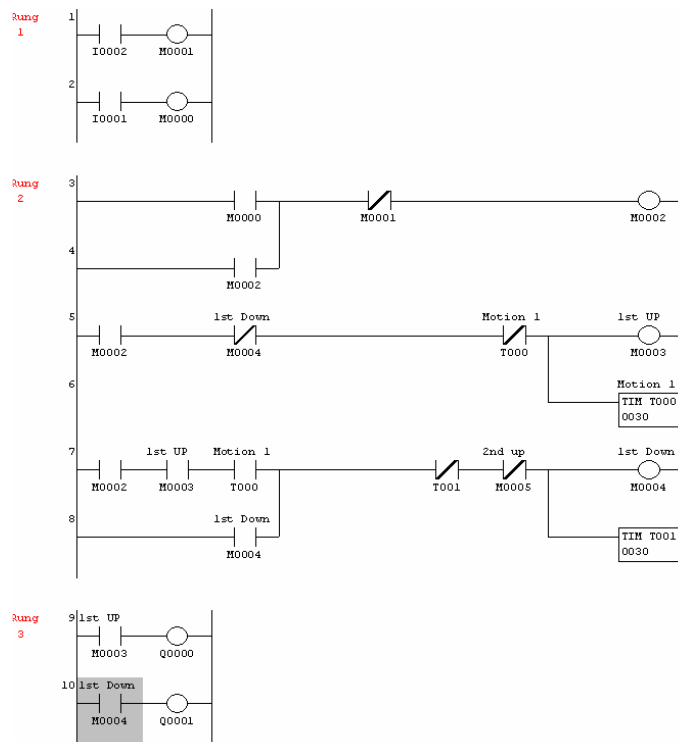 Rung 1
1
I0002 M0001
2
I0001 M0000
Rung 3
2
M0000 M0001 M0002
4
M0002
5 1st Down Motion 1 1st UP
M0002 M0004 T000 M0003
6 Motion 1
TIM T000
0030
7 1st UP Motion 1 2nd up 1st Down
M0002 M0003 T000 T001 M0005 M0004
8 1st Down
M0004
TIM T001
0030
Rung 9 1st UP
3
M0003 Q0000
10 1st Down
M0004 Q0001